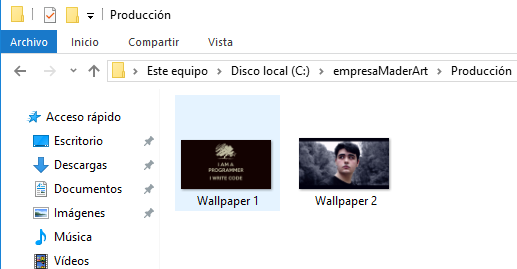 Producción
Archivo Inicio Compartir Vista
Este equipo Disco local (C:) empresaMaderArt Producción
Acceso rápido
Escritorio
Descargas
Documentos
Imágenes
Música
Vídeos
I AM A
PROGRAMMER
I WRITE CODE
Wallpaper 1
Wallpaper 2